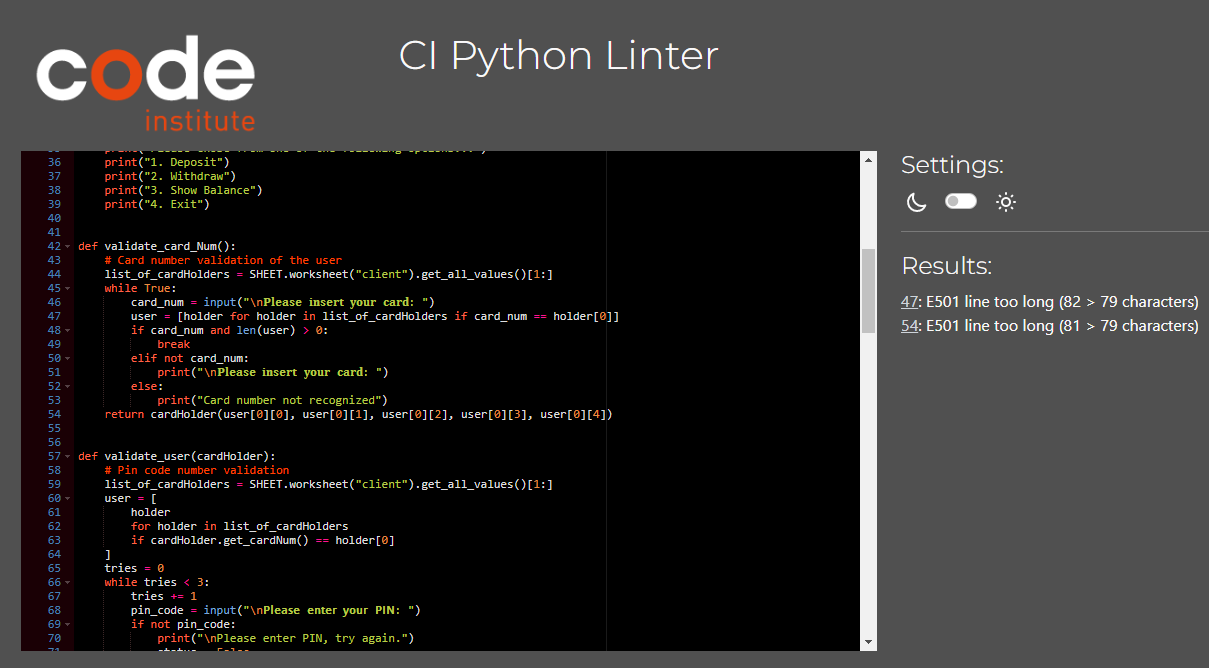 code
institute
CI Python Linter
36 print("1. Deposit")
37 print("2. Withdraw")
38 print("3. Show Balance")
39 print("4. Exit")
40
41
42 def validate_card_Num():
43 # Card number validation of the user
44 list_of_cardHolders = SHEET.worksheet("client").get_all_values()[1:]
45 while True:
46 card_num = input("\nPlease insert your card: ")
47 user = [holder for holder in list_of_cardHolders if card_num == holder[0]]
48 if card_num and len(user) > 0:
49 break
50 elif not card_num:
51 print("\nPlease insert your card: ")
52 else:
53 print("Card number not recognized")
54 return cardHolder(user[0][0], user[0][1], user[0][2], user[0][3], user[0][4])
55
56
57 def validate_user(cardHolder):
58 # Pin code number validation
59 list_of_cardHolders = SHEET.worksheet("client").get_all_values()[1:]
60 user = [
61 holder
62 for holder in list_of_cardHolders
63 if cardHolder.get_cardNum() == holder[0]
64 ]
65 tries = 0
66 while tries < 3:
67 tries += 1
68 pin_code = input("\nPlease enter your PIN: ")
69 if not pin_code:
70 print("\nPlease enter PIN, try again.")
Settings:
Results:
47: E501 line too long (82 > 79 characters)
54: E501 line too long (81 > 79 characters)